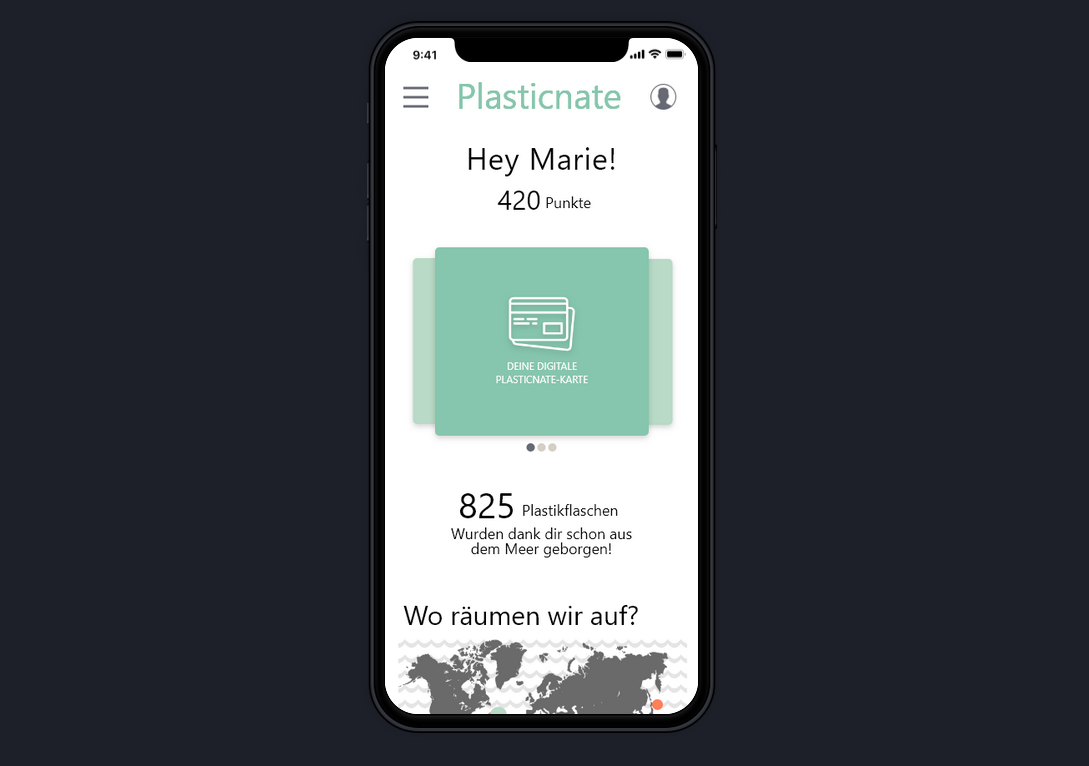 9:41
Plasticnate
Hey Marie!
420 Punkte
DEINE DIGITALE
PLASTICNATE-KARTE
825 Plastikflaschen
Wurden dank dir schon aus
dem Meer geborgen!
Wo räumen wir auf?